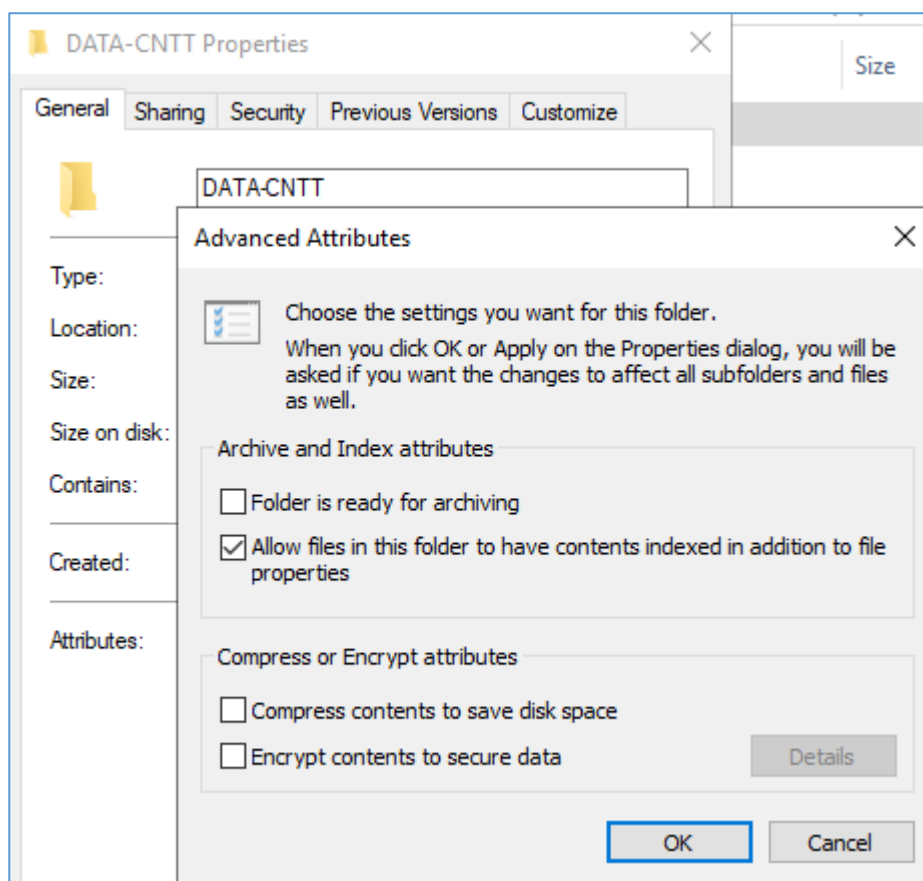 DATA-CNTT Properties
Size
General Sharing Security Previous Versions Customize
DATA-CNTT
Advanced Attributes
Type:
Location:
Size:
Size on disk:
Contains:
Created:
Attributes:
Choose the settings you want for this folder.
When you click OK or Apply on the Properties dialog, you will be
asked if you want the changes to affect all subfolders and files
as well.
Archive and Index attributes
Folder is ready for archiving
Allow files in this folder to have contents indexed in addition to file
properties
Compress or Encrypt attributes
Compress contents to save disk space
Encrypt contents to secure data
Details
OK Cancel